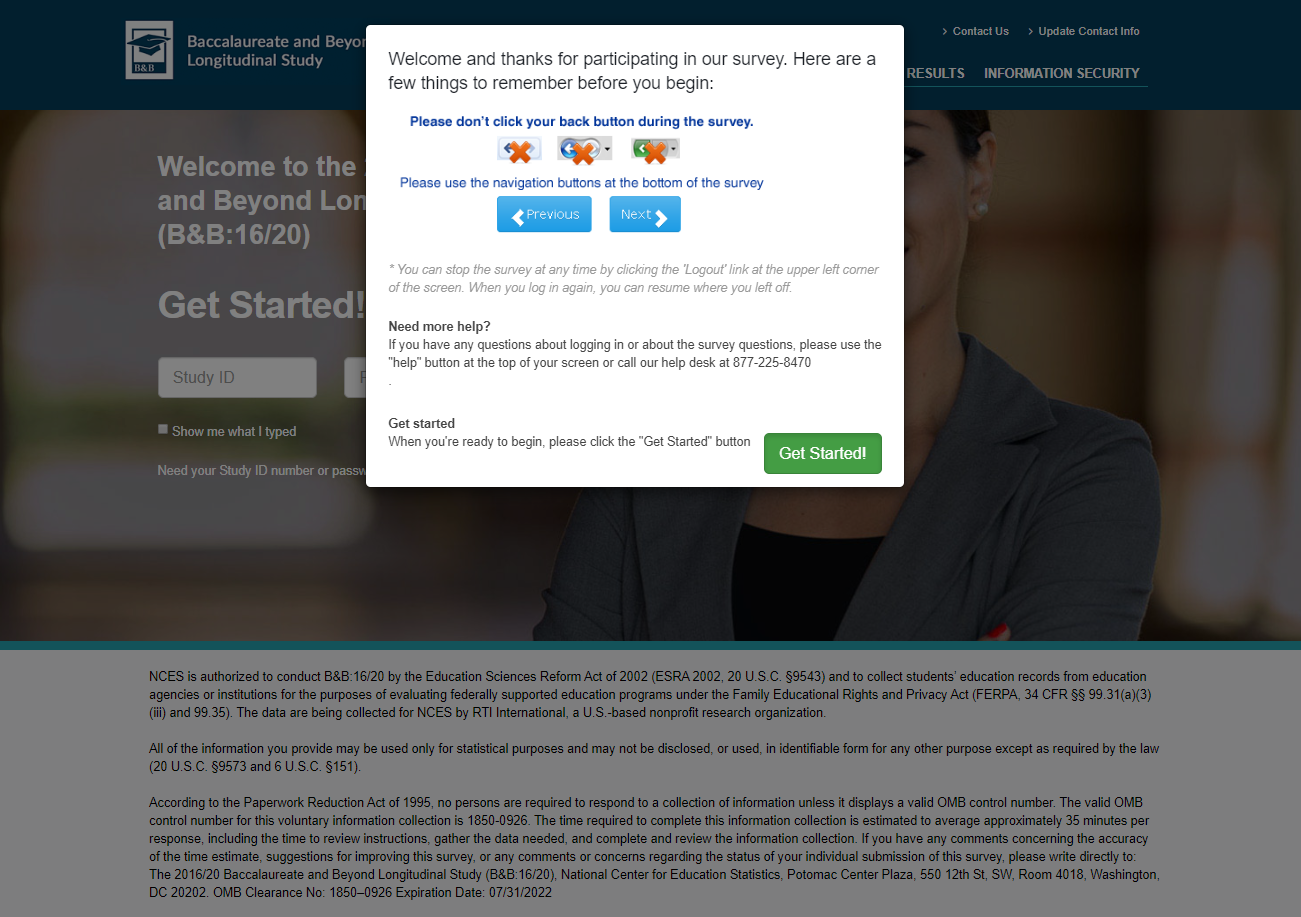 B&B
Baccalaureate and Beyon
Longitudinal Study
Contact Us
Update Contact Info
RESULTS
INFORMATION SECURITY
Welcome to the
and Beyond Lon
(B&B:16/20)
Get Started!
Study ID
Show me what I typed
Need your Study ID number or passw
Welcome and thanks for participating in our survey. Here are a
few things to remember before you begin:
Please don't click your back button during the survey.
Please use the navigation buttons at the bottom of the survey
Previous
Next
* You can stop the survey at any time by clicking the 'Logout' link at the upper left corner
of the screen. When you log in again, you can resume where you left off.
Need more help?
If you have any questions about logging in or about the survey questions, please use the
"help" button at the top of your screen or call our help desk at 877-225-8470
.
Get started
When you're ready to begin, please click the "Get Started" button
Get Started!
NCES is authorized to conduct B&B:16/20 by the Education Sciences Reform Act of 2002 (ESRA 2002, 20 U.S.C. §9543) and to collect students' education records from education
agencies or institutions for the purposes of evaluating federally supported education programs under the Family Educational Rights and Privacy Act (FERPA, 34 CFR §§ 99.31(a)(3)
(iii) and 99.35). The data are being collected for NCES by RTI International, a U.S.-based nonprofit research organization.
All of the information you provide may be used only for statistical purposes and may not be disclosed, or used, in identifiable form for any other purpose except as required by the law
(20 U.S.C. §9573 and 6 U.S.C. §151).
According to the Paperwork Reduction Act of 1995, no persons are required to respond to a collection of information unless it displays a valid OMB control number. The valid OMB
control number for this voluntary information collection is 1850-0926. The time required to complete this information collection is estimated to average approximately 35 minutes per
response, including the time to review instructions, gather the data needed, and complete and review the information collection. If you have any comments concerning the accuracy
of the time estimate, suggestions for improving this survey, or any comments or concerns regarding the status of your individual submission of this survey, please write directly to:
The 2016/20 Baccalaureate and Beyond Longitudinal Study (B&B:16/20), National Center for Education Statistics, Potomac Center Plaza, 550 12th St, SW, Room 4018, Washington,
DC 20202. OMB Clearance No: 1850–0926 Expiration Date: 07/31/2022